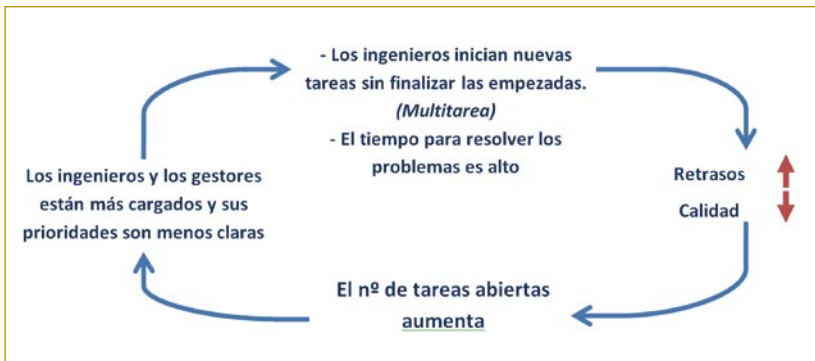 - Los ingenieros inician nuevas
tareas sin finalizar las empezadas.
(Multitarea)
- El tiempo para resolver los
problemas es alto
Retrasos
Calidad
El nº de tareas abiertas
aumenta
Los ingenieros y los gestores
están más cargados y sus
prioridades son menos claras